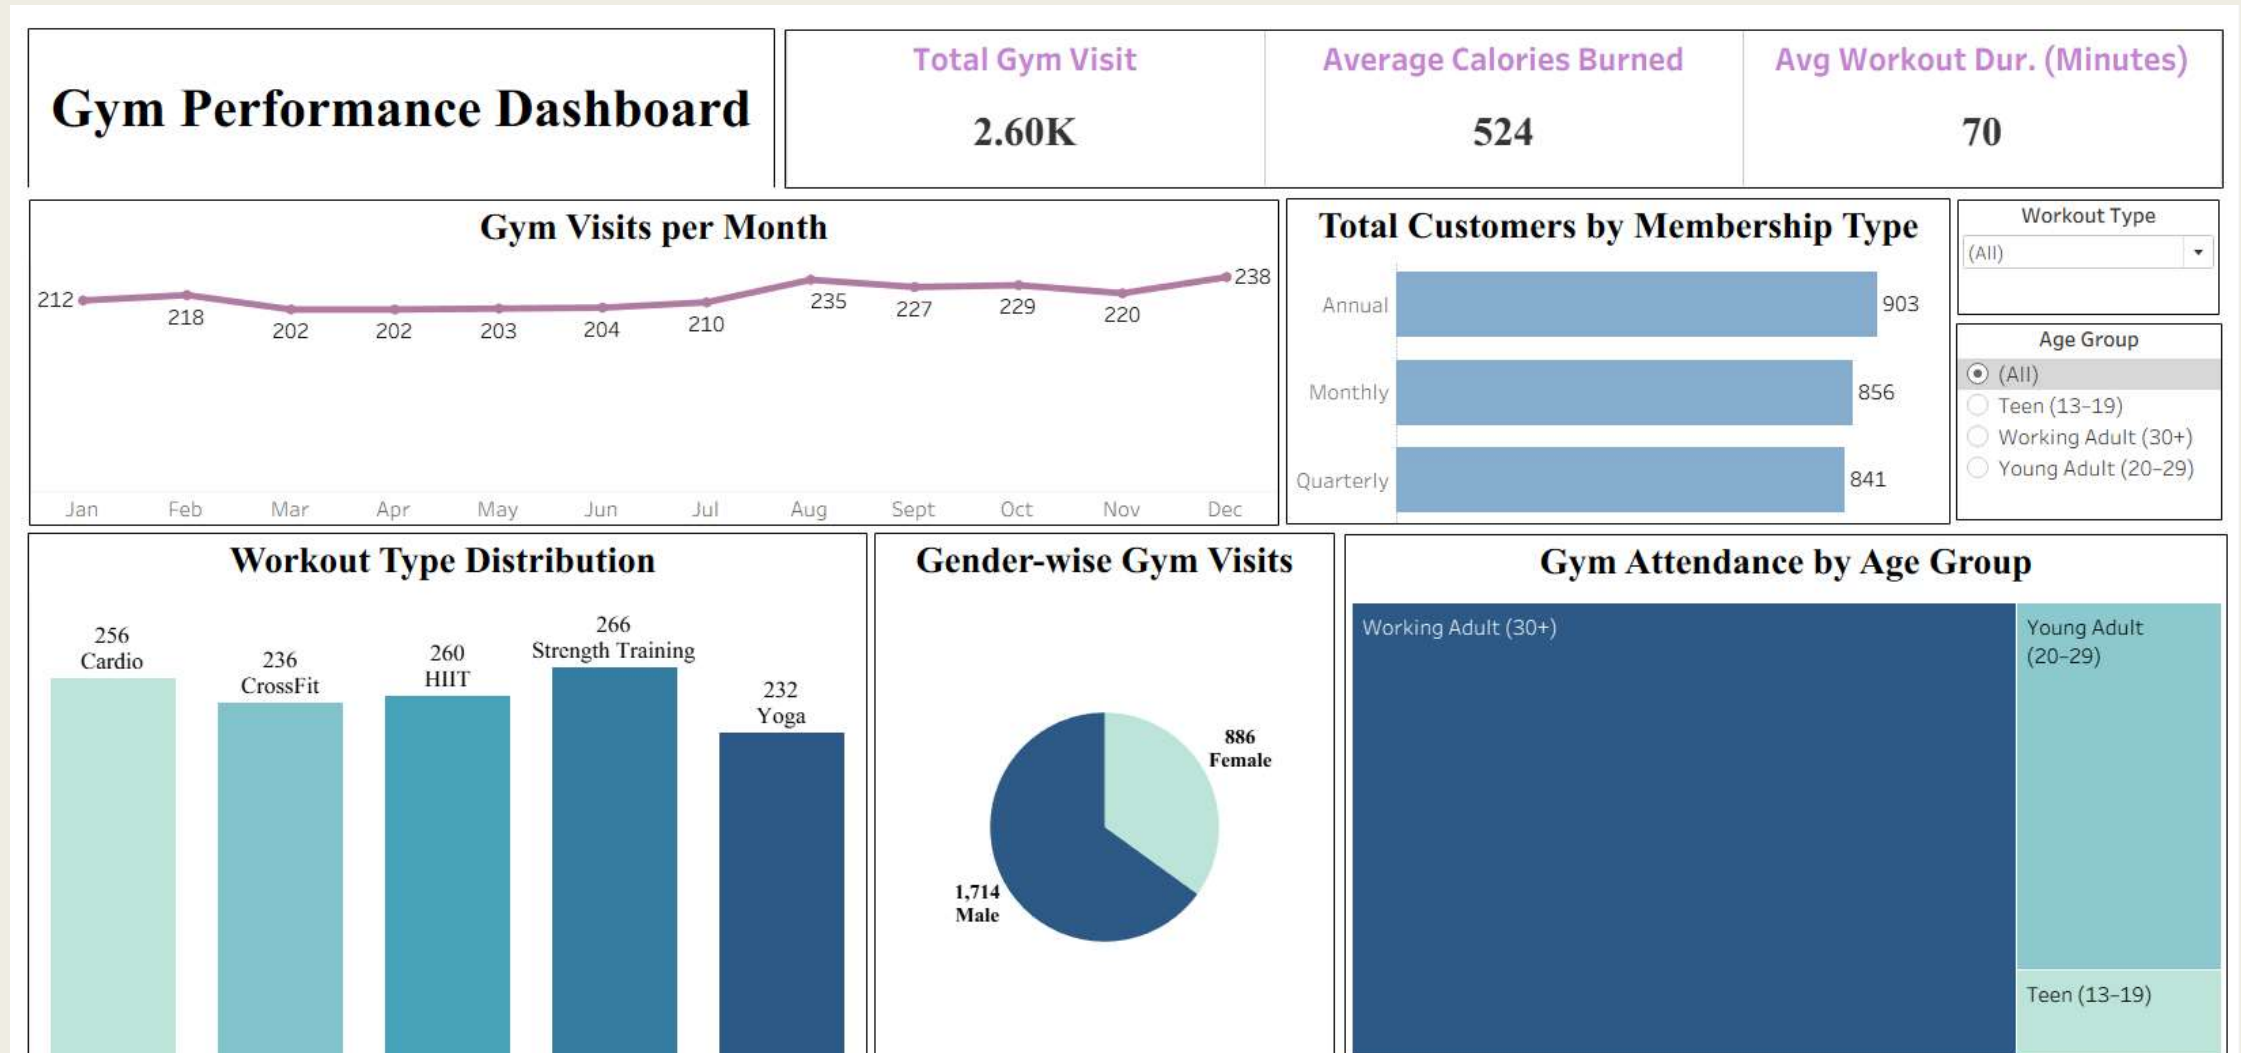 Gym Performance Dashboard
Total Gym Visit
2.60K
Average Calories Burned
524
Avg Workout Dur. (Minutes)
70
Gym Visits per Month
212
218
202
202
203
204
210
235
227
229
220
238
Jan
Feb
Mar
Apr
May
Jun
Jul
Aug
Sept
Oct
Nov
Dec
Total Customers by Membership Type
Annual
903
Monthly
856
Quarterly
841
Workout Type
(All)
Age Group
(All)
Teen (13–19)
Working Adult (30+)
Young Adult (20–29)
Workout Type Distribution
256
Cardio
236
CrossFit
260
HIIT
266
Strength Training
232
Yoga
Gender-wise Gym Visits
886
Female
1,714
Male
Gym Attendance by Age Group
Working Adult (30+)
Young Adult
(20–29)
Teen (13–19)